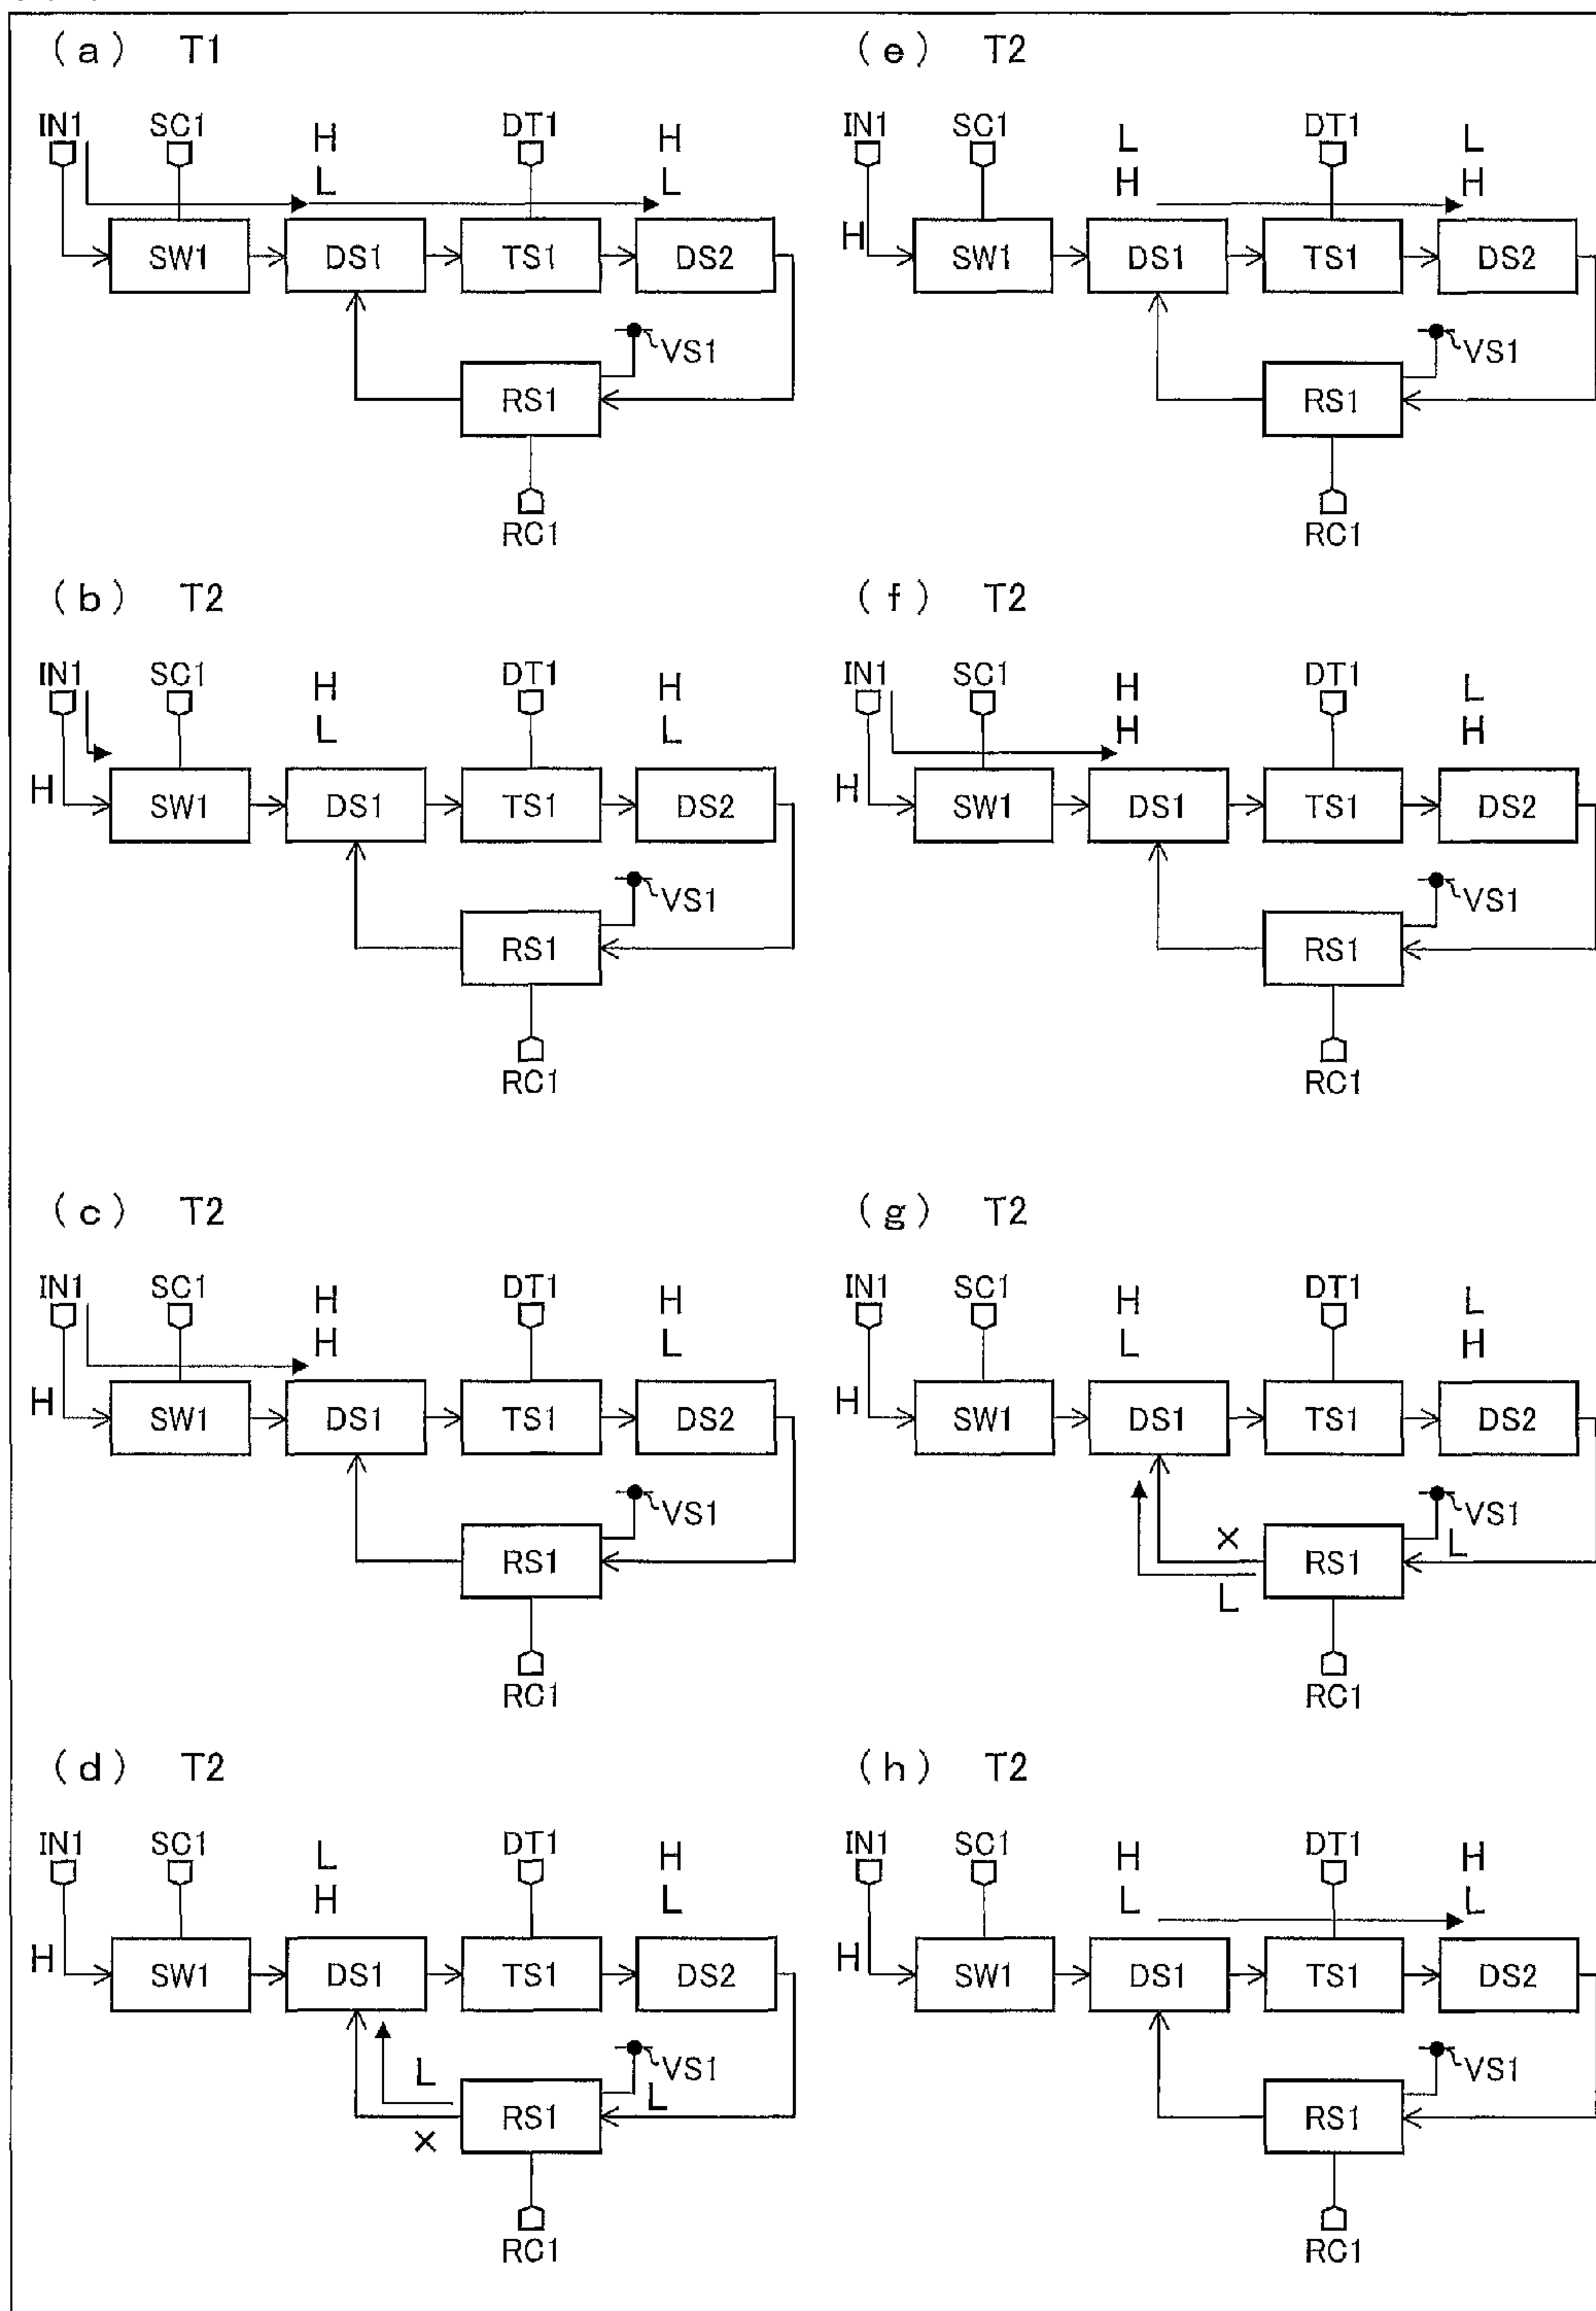 (a) T1
IN1 SC1 H DT1 H
L L
SW1 DS1 TS1 DS2
VS1
RS1
RC1
(b) T2
IN1 SC1 H DT1 H
L L
H SW1 DS1 TS1 DS2
VS1
RS1
RC1
(c) T2
IN1 SC1 H DT1 H
H L
H SW1 DS1 TS1 DS2
VS1
RS1
RC1
(d) T2
IN1 SC1 L DT1 H
H L
H SW1 DS1 TS1 DS2
L VS1
RS1 L
×
RC1
(e) T2
IN1 SC1 L DT1 L
H H
H SW1 DS1 TS1 DS2
VS1
RS1
RC1
(f) T2
IN1 SC1 H DT1 L
H H
H SW1 DS1 TS1 DS2
VS1
RS1
RC1
(g) T2
IN1 SC1 H DT1 L
L H
H SW1 DS1 TS1 DS2
VS1
× RS1 L
L
RC1
(h) T2
IN1 SC1 H DT1 H
L L
H SW1 DS1 TS1 DS2
VS1
RS1
RC1